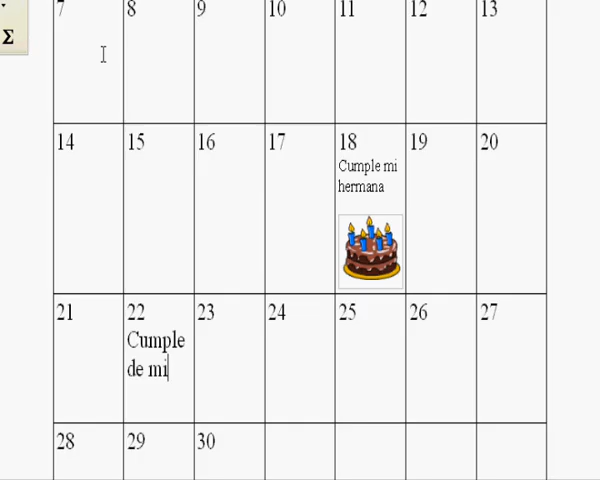 Σ
7 8 9 10 11 12 13
14 15 16 17 18 19 20
Cumple mi
hermana
21 22 23 24 25 26 27
Cumple
de mi
28 29 30